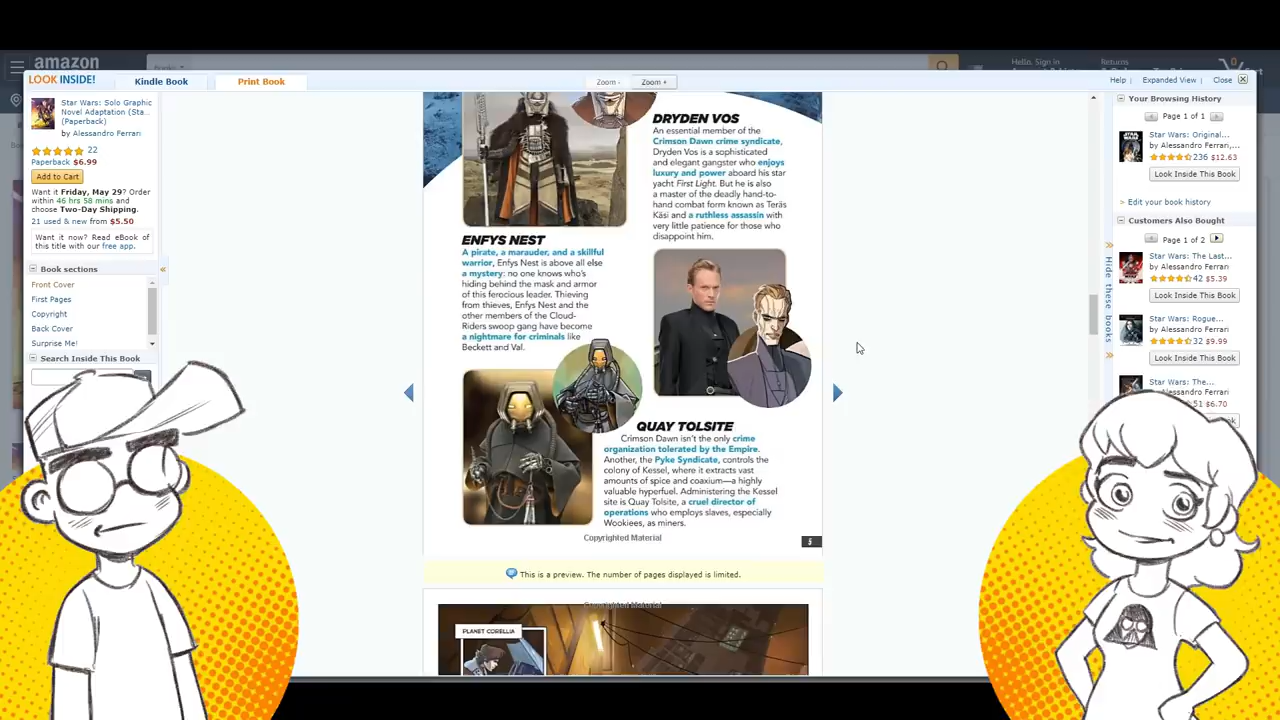 amazon
Books
Hello, Sign in
Returns
0
LOOK INSIDE!
Kindle Book
Print Book
Zoom -
Zoom +
Help
Expanded View
Close
Star Wars: Solo Graphic
Novel Adaptation (Sta...
(Paperback)
by Alessandro Ferrari
22
Paperback $6.99
Add to Cart
Want it Friday, May 29? Order
within 46 hrs 58 mins and
choose Two-Day Shipping.
21 used & new from $5.50
Want it now? Read eBook of
this title with our free app.
Book sections
Front Cover
First Pages
Copyright
Back Cover
Surprise Me!
Search Inside This Book
DRYDEN VOS
An essential member of the
Crimson Dawn crime syndicate,
Dryden Vos is a sophisticated
and elegant gangster who enjoys
luxury and power aboard his star
yacht First Light. But he is also
a master of the deadly hand-to-
hand combat form known as Teräs
Käsi and a ruthless assassin with
very little patience for those who
disappoint him.
ENFYS NEST
A pirate, a marauder, and a skillful
warrior, Enfys Nest is above all else
a mystery: no one knows who's
hiding behind the mask and armor
of this ferocious leader. Thieving
from thieves, Enfys Nest and the
other members of the Cloud-
Riders swoop gang have become
a nightmare for criminals like
Beckett and Val.
QUAY TOLSITE
Crimson Dawn isn't the only crime
organization tolerated by the Empire.
Another, the Pyke Syndicate, controls the
colony of Kessel, where it extracts vast
amounts of spice and coaxium—a highly
valuable hyperfuel. Administering the Kessel
site is Quay Tolsite, a cruel director of
operations who employs slaves, especially
Wookiees, as miners.
Copyrighted Material
5
This is a preview. The number of pages displayed is limited.
Copyrighted Material
PLANET CORELLIA
Your Browsing History
Page 1 of 1
Star Wars: Original...
by Alessandro Ferrari,...
236 $12.63
Look Inside This Book
> Edit your book history
Customers Also Bought
Page 1 of 2
Star Wars: The Last...
by Alessandro Ferrari
42 $5.39
Look Inside This Book
Star Wars: Rogue...
by Alessandro Ferrari
32 $9.99
Look Inside This Book
Star Wars: The...
51 $6.70
Hide these books